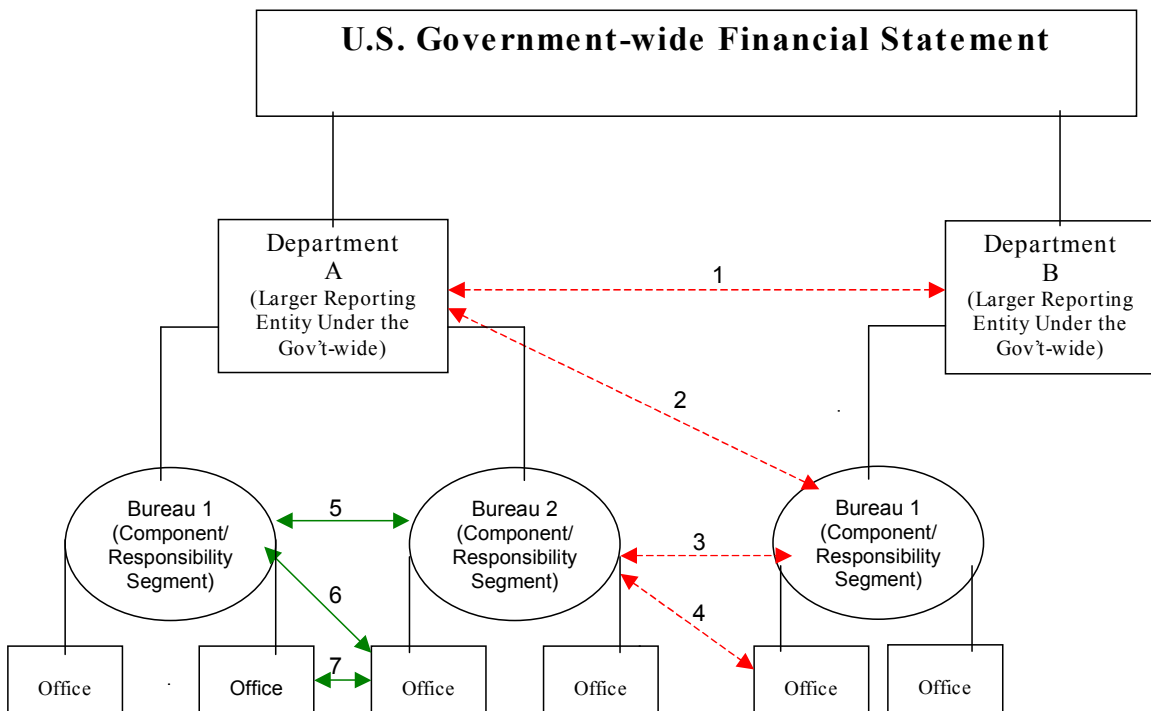 U.S. Government-wide Financial Statement
Department
A
(Larger Reporting
Entity Under the
Gov't-wide)
Department
B
(Larger Reporting
Entity Under the
Gov't-wide)
1
2
Bureau 1
(Component/
Responsibility
Segment)
5
Bureau 2
(Component/
Responsibility
Segment)
3
Bureau 1
(Component/
Responsibility
Segment)
6
4
7
Office
Office
Office
Office
Office
Office